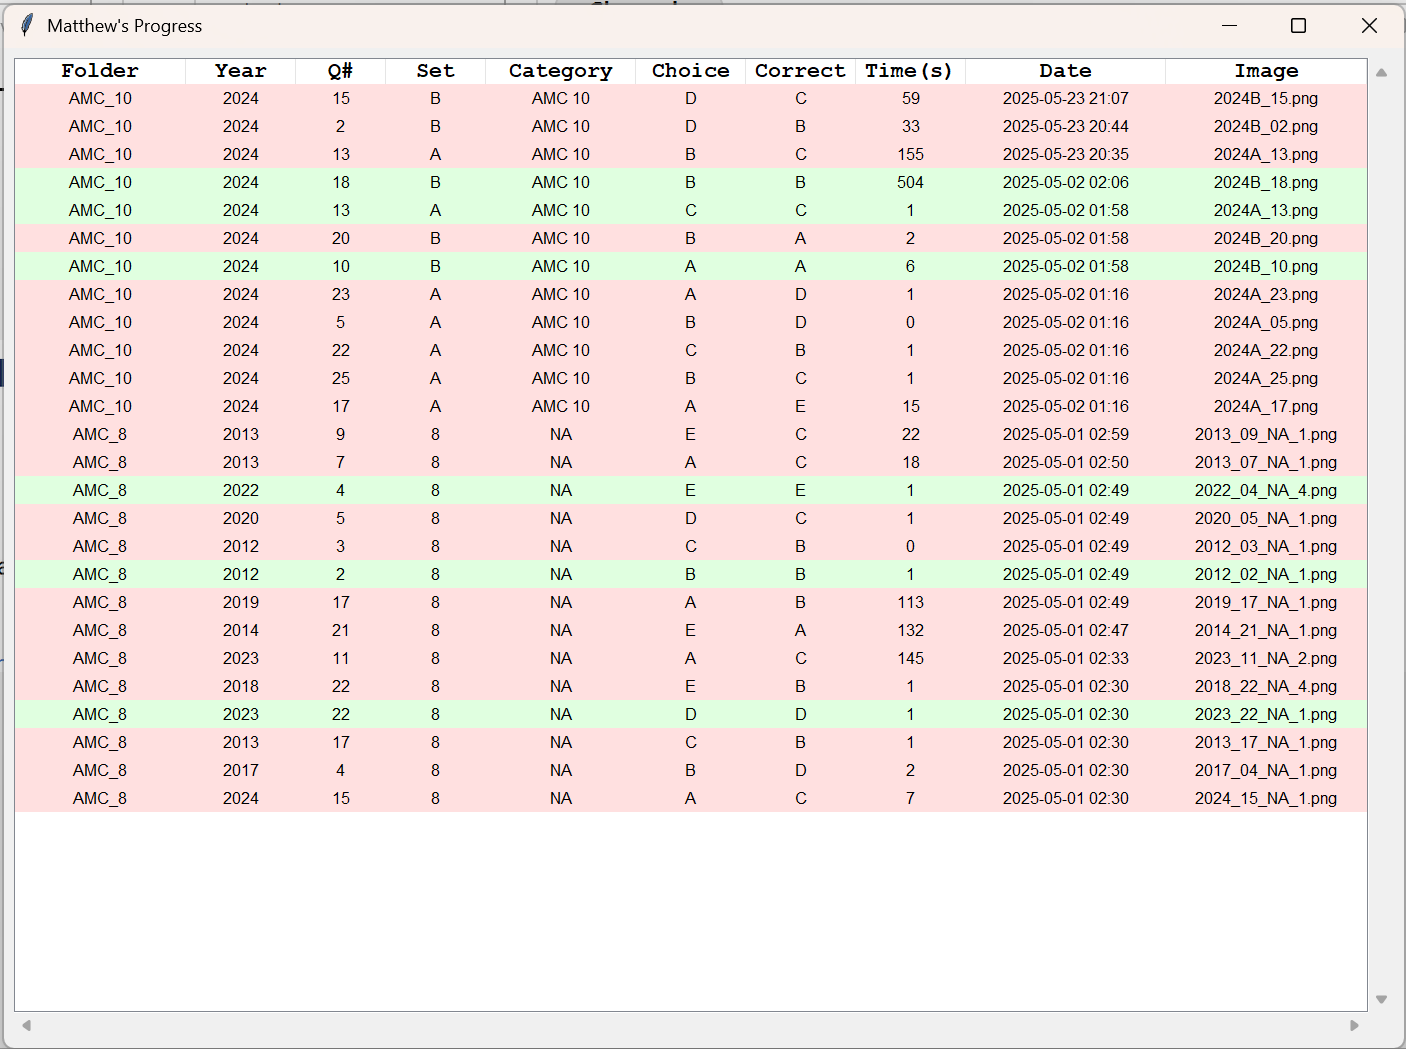 Matthew's Progress
Folder Year Q# Set Category Choice Correct Time(s) Date Image
AMC_10 2024 15 B AMC 10 D C 59 2025-05-23 21:07 2024B_15.png
AMC_10 2024 2 B AMC 10 D B 33 2025-05-23 20:44 2024B_02.png
AMC_10 2024 13 A AMC 10 B C 155 2025-05-23 20:35 2024A_13.png
AMC_10 2024 18 B AMC 10 B B 504 2025-05-02 02:06 2024B_18.png
AMC_10 2024 13 A AMC 10 C C 1 2025-05-02 01:58 2024A_13.png
AMC_10 2024 20 B AMC 10 B A 2 2025-05-02 01:58 2024B_20.png
AMC_10 2024 10 B AMC 10 A A 6 2025-05-02 01:58 2024B_10.png
AMC_10 2024 23 A AMC 10 A D 1 2025-05-02 01:16 2024A_23.png
AMC_10 2024 5 A AMC 10 B D 0 2025-05-02 01:16 2024A_05.png
AMC_10 2024 22 A AMC 10 C B 1 2025-05-02 01:16 2024A_22.png
AMC_10 2024 25 A AMC 10 B C 1 2025-05-02 01:16 2024A_25.png
AMC_10 2024 17 A AMC 10 A E 15 2025-05-02 01:16 2024A_17.png
AMC_8 2013 9 8 NA E C 22 2025-05-01 02:59 2013_09_NA_1.png
AMC_8 2013 7 8 NA A C 18 2025-05-01 02:50 2013_07_NA_1.png
AMC_8 2022 4 8 NA E E 1 2025-05-01 02:49 2022_04_NA_4.png
AMC_8 2020 5 8 NA D C 1 2025-05-01 02:49 2020_05_NA_1.png
AMC_8 2012 3 8 NA C B 0 2025-05-01 02:49 2012_03_NA_1.png
AMC_8 2012 2 8 NA B B 1 2025-05-01 02:49 2012_02_NA_1.png
AMC_8 2019 17 8 NA A B 113 2025-05-01 02:49 2019_17_NA_1.png
AMC_8 2014 21 8 NA E A 132 2025-05-01 02:47 2014_21_NA_1.png
AMC_8 2023 11 8 NA A C 145 2025-05-01 02:33 2023_11_NA_2.png
AMC_8 2018 22 8 NA E B 1 2025-05-01 02:30 2018_22_NA_4.png
AMC_8 2023 22 8 NA D D 1 2025-05-01 02:30 2023_22_NA_1.png
AMC_8 2013 17 8 NA C B 1 2025-05-01 02:30 2013_17_NA_1.png
AMC_8 2017 4 8 NA B D 2 2025-05-01 02:30 2017_04_NA_1.png
AMC_8 2024 15 8 NA A C 7 2025-05-01 02:30 2024_15_NA_1.png